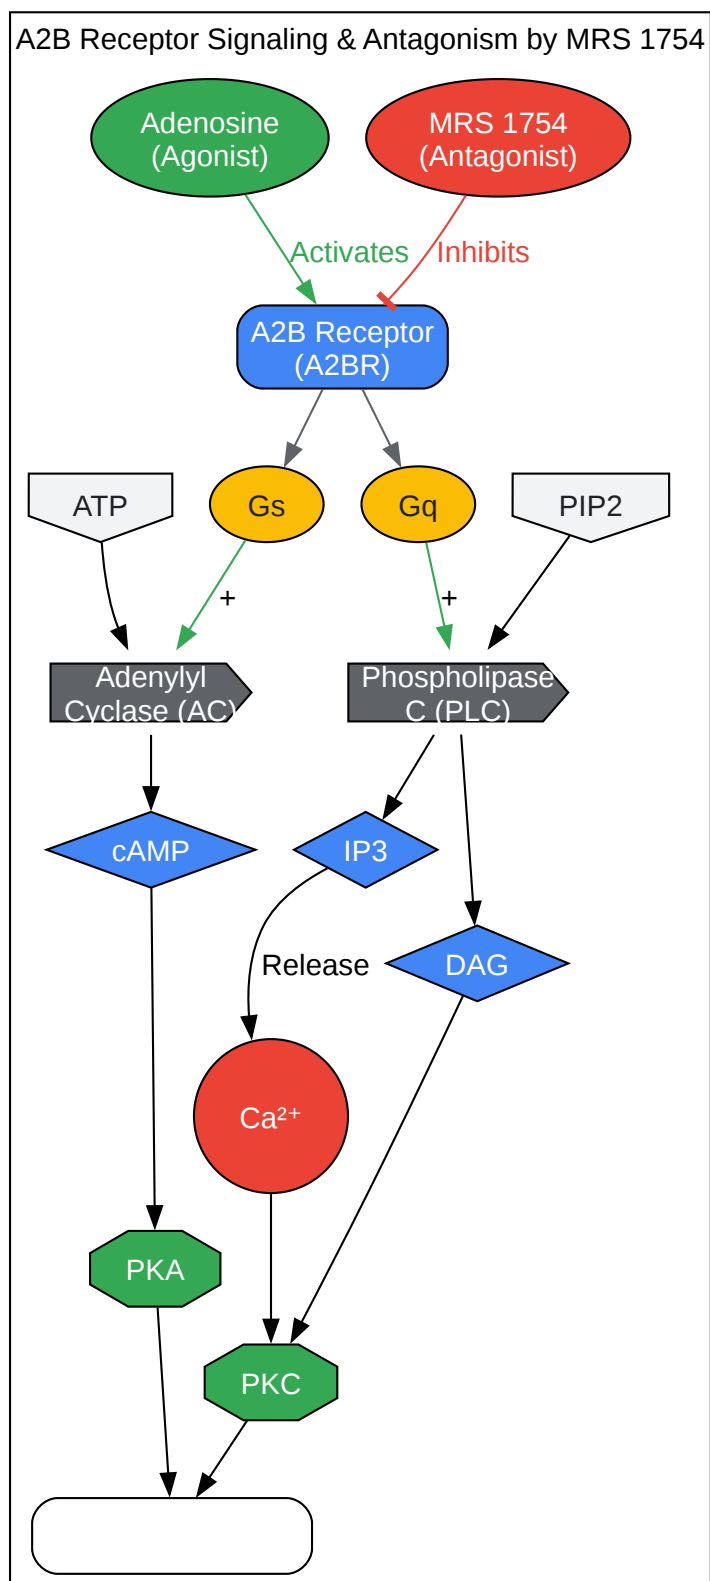 A2B Receptor Signaling & Antagonism by MRS 1754
Adenosine
(Agonist)
MRS 1754
(Antagonist)
Activates
Inhibits
A2B Receptor
(A2BR)
ATP
Gs
Gq
PIP2
+
+
Adenylyl
Cyclase (AC)
Phospholipase
C (PLC)
cAMP
IP3
Release
DAG
Ca²⁺
PKA
PKC